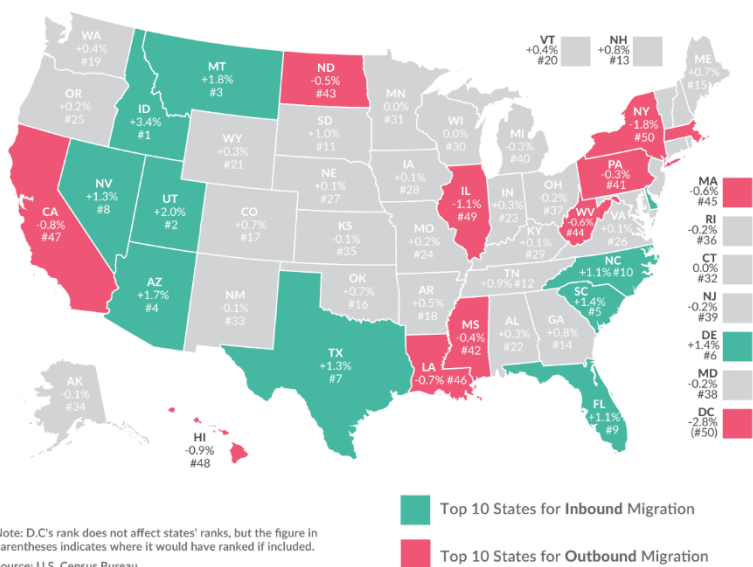 WA
+0.4%
#19
OR
+0.2%
#25
CA
-0.8%
#47
ID
+3.4%
#1
NV
+1.3%
#8
MT
+1.8%
#3
WY
+0.3%
#21
UT
+2.0%
#2
AZ
+1.7%
#4
CO
+0.7%
#17
NM
-0.1%
#33
ND
-0.5%
#43
SD
+1.0%
#11
NE
+0.1%
#27
KS
-0.1%
#35
OK
+0.7%
#16
TX
+1.3%
#7
MN
0.0%
#31
IA
+0.1%
#28
MO
+0.2%
#24
AR
+0.5%
#18
LA
-0.7% #46
WI
0.0%
#30
IL
-1.1%
#49
MS
-0.4%
#42
MI
-0.3%
#40
IN
+0.3%
#23
OH
-0.2%
#37
KY
+0.1%
#29
TN
+0.9% #12
AL
+0.3%
#22
GA
+0.8%
#14
FL
+1.1%
#9
SC
+1.4%
#5
NC
+1.1% #10
VA
+0.1%
#26
WV
-0.6%
#44
PA
-0.3%
#41
NY
-1.8%
#50
ME
+0.7%
#15
VT
+0.4%
#20
NH
+0.8%
#13
MA
-0.6%
#45
RI
-0.2%
#36
CT
0.0%
#32
NJ
-0.2%
#39
DE
+1.4%
#6
MD
-0.2%
#38
DC
-2.8%
(#50)
AK
-0.1%
#34
HI
-0.9%
#48
Top 10 States for Inbound Migration
Top 10 States for Outbound Migration
Note: D.C's rank does not affect states' ranks, but the figure in
parentheses indicates where it would have ranked if included.
Source: U.S. Census Bureau